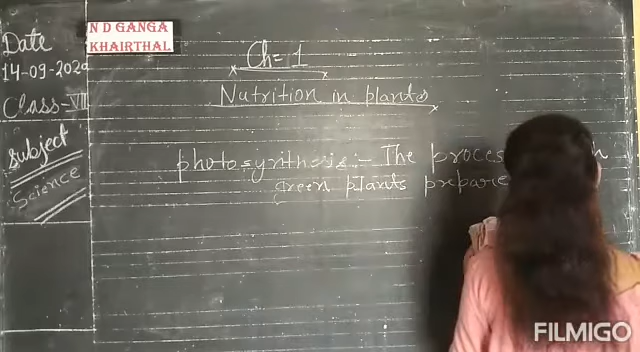 N D GANGA
KHAIRTHAL
Date
14-09-2020
Class-VII
Subject
Science
Ch= 1
Nutrition in plants
photosynthesis:- The proces
green plants prepare
FILMIGO